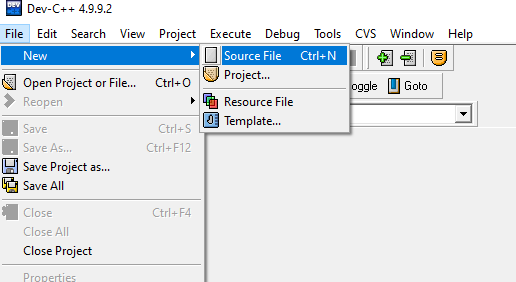 Dev-C++ 4.9.9.2
File Edit Search View Project Execute Debug Tools CVS Window Help
New
Source File Ctrl+N
Project...
Resource File
Template...
Open Project or File... Ctrl+O
Reopen
Save Ctrl+S
Save As... Ctrl+F12
Save Project as...
Save All
Close Ctrl+F4
Close All
Close Project
Properties
oggle Goto